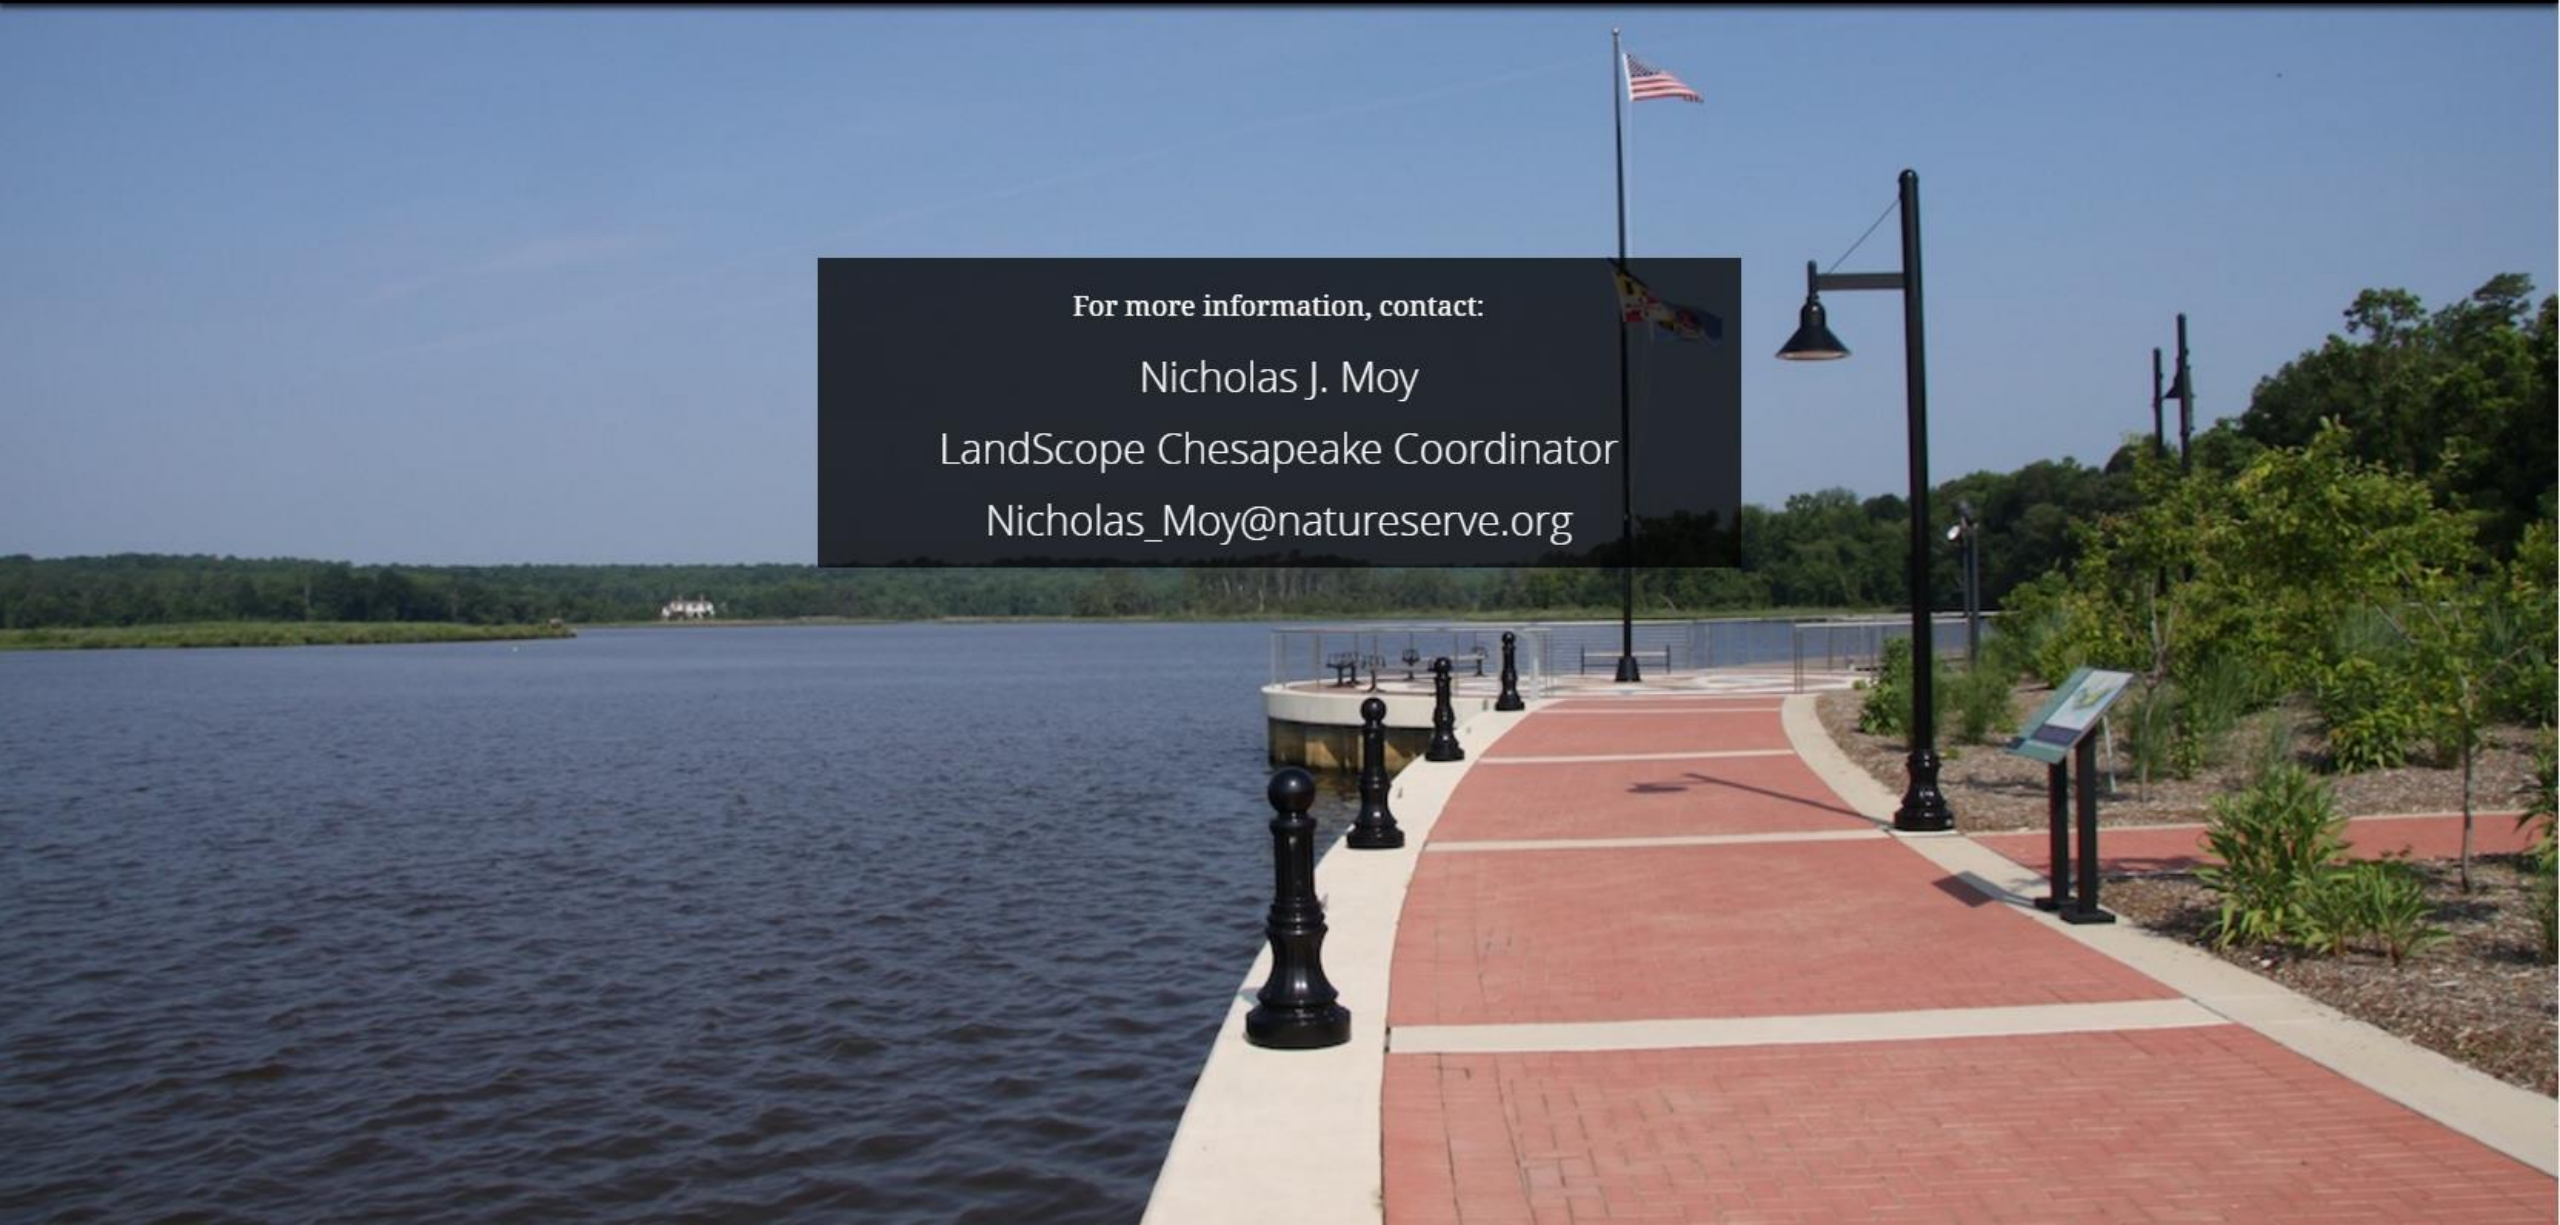 For more information, contact:
Nicholas J. Moy
LandScope Chesapeake Coordinator
Nicholas_Moy@natureserve.org